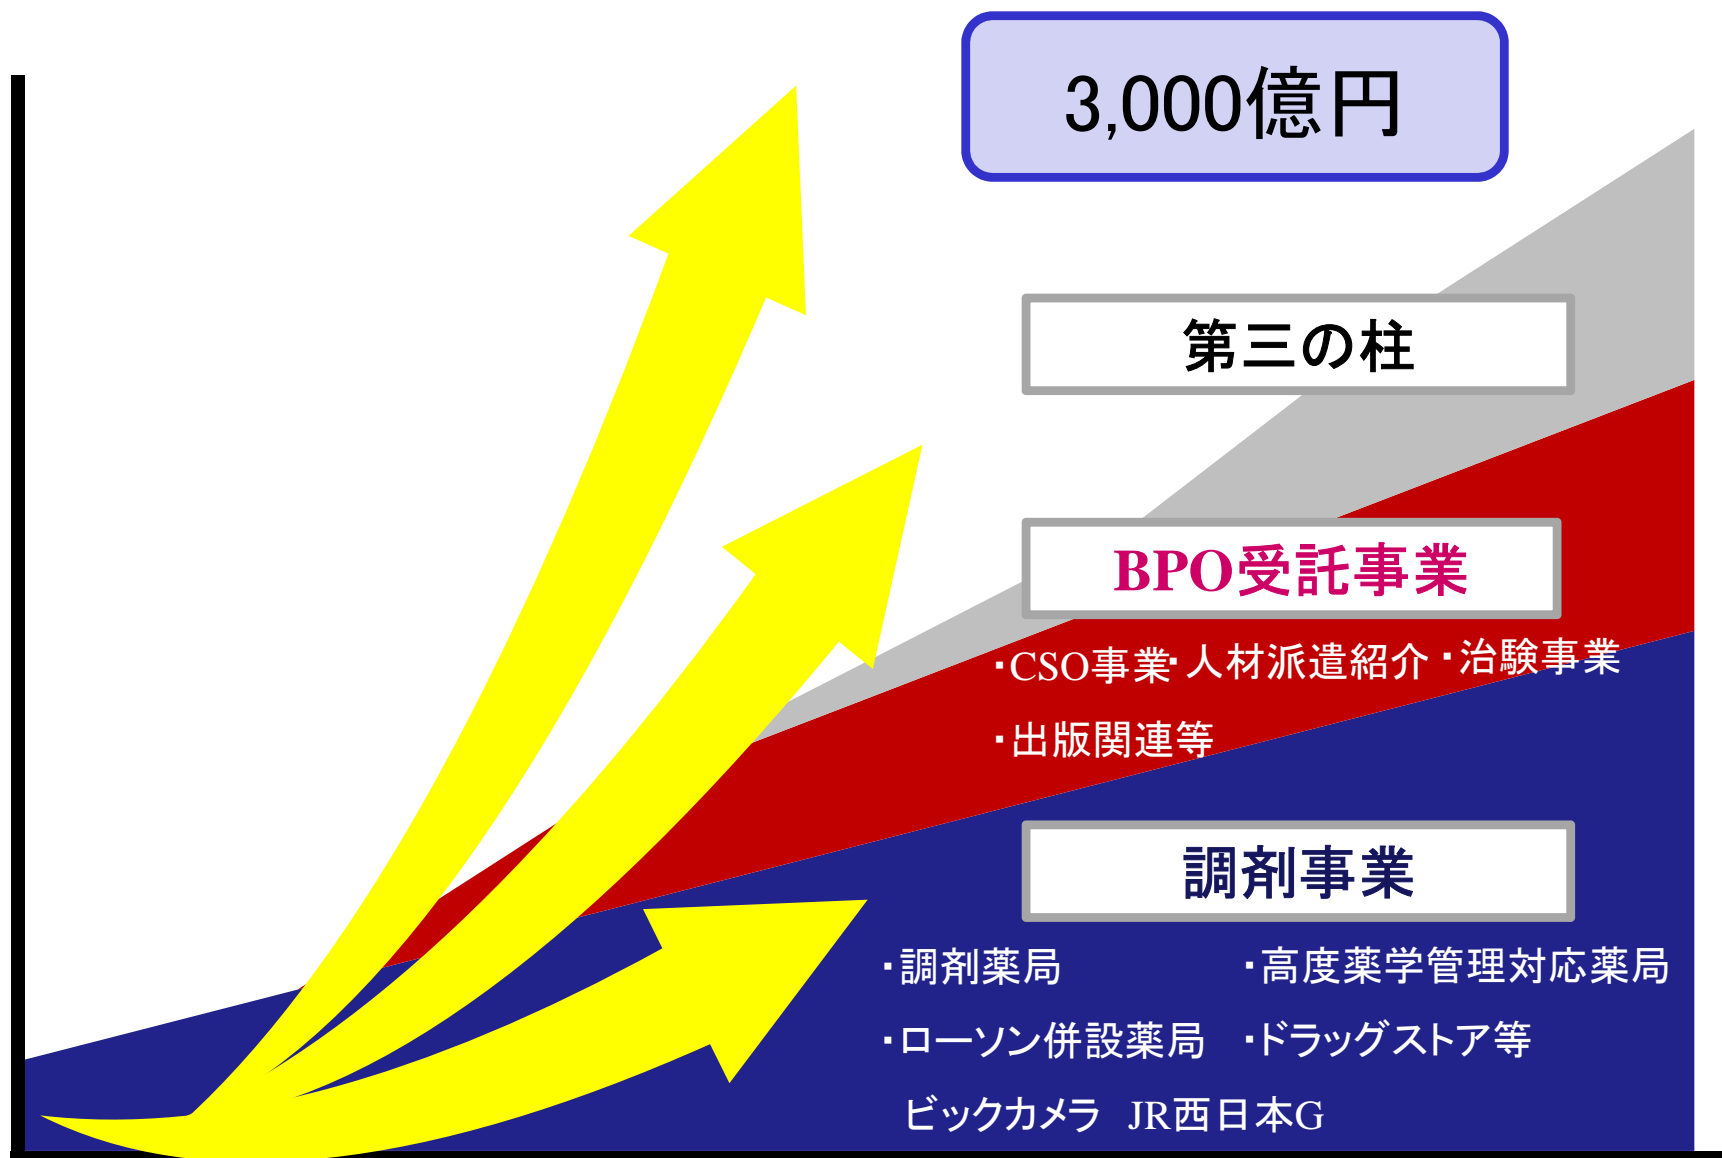 3,000億円
第三の柱
BPO受託事業
・CSO事業・人材派遣紹介・治験事業
・出版関連等
調剤事業
・調剤薬局 ・高度薬学管理対応薬局
・ローソン併設薬局 ・ドラッグストア等
ビックカメラ JR西日本G